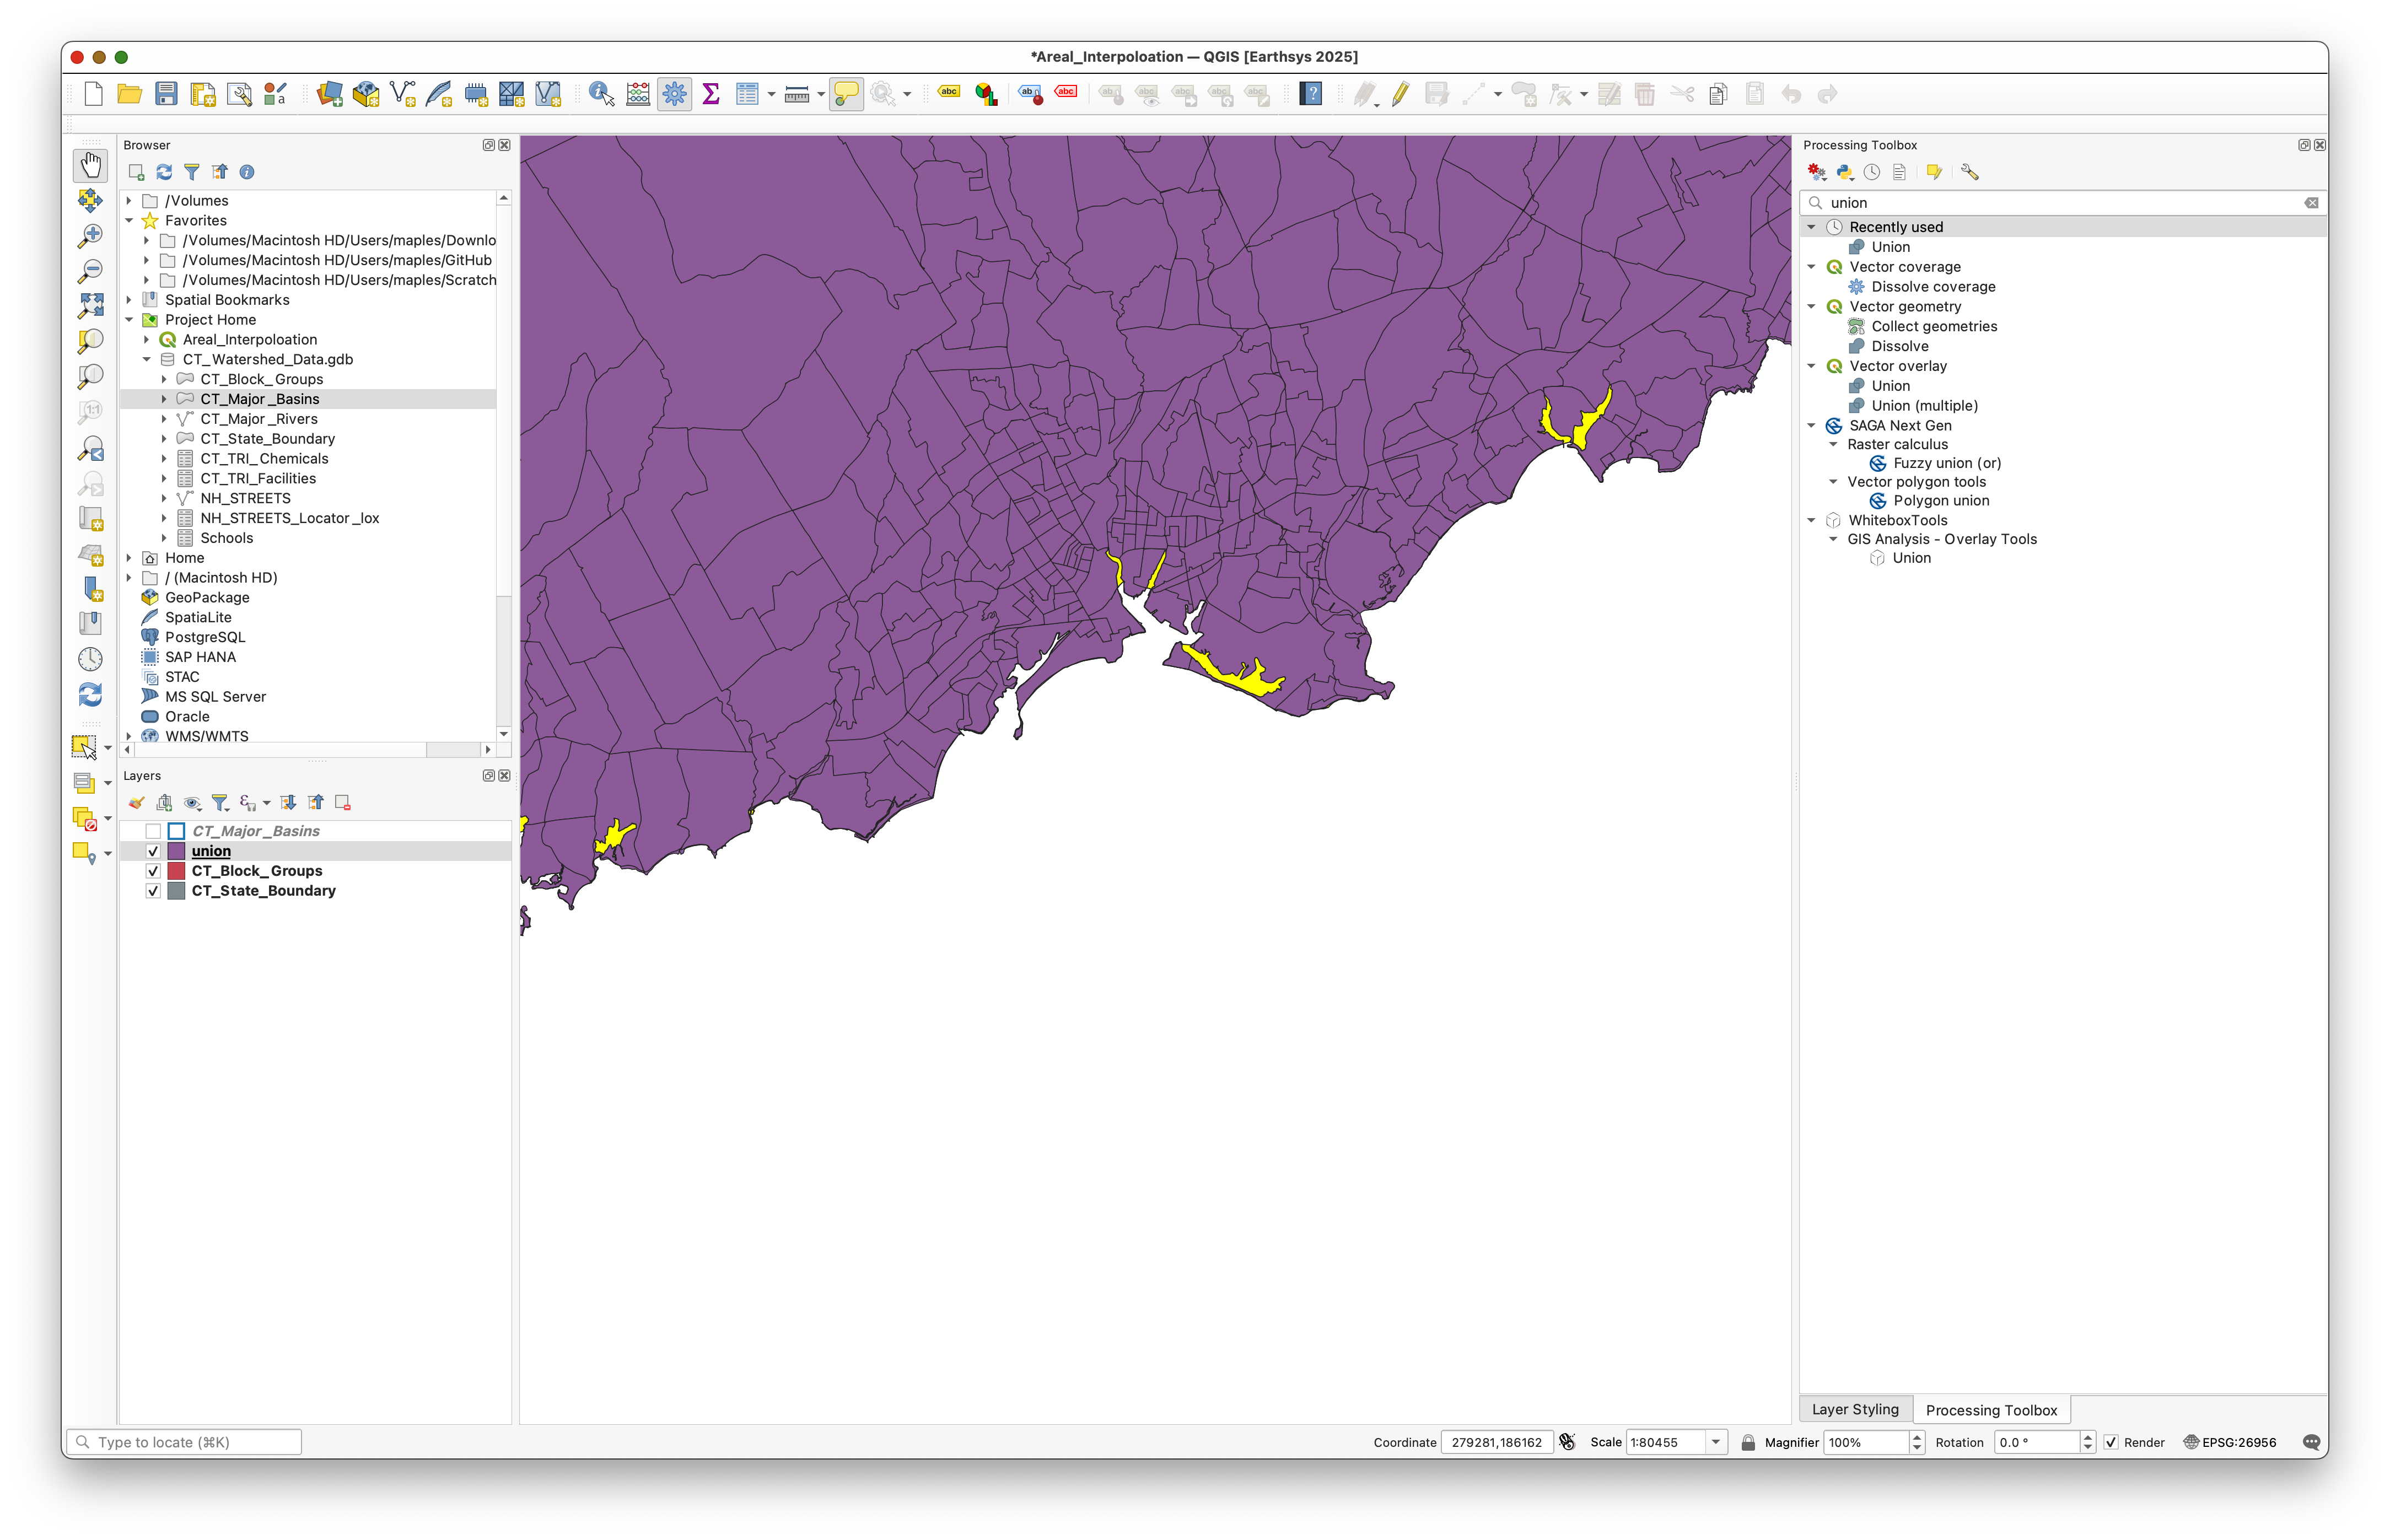 *Areal_Interpoloation — QGIS [Earthsys 2025]
Browser
/Volumes
Favorites
/Volumes/Macintosh HD/Users/maples/Downlo
/Volumes/Macintosh HD/Users/maples/GitHub
/Volumes/Macintosh HD/Users/maples/Scratch
Spatial Bookmarks
Project Home
Areal_Interpoloation
CT_Watershed_Data.gdb
CT_Block_Groups
CT_Major_Basins
CT_Major_Rivers
CT_State_Boundary
CT_TRI_Chemicals
CT_TRI_Facilities
NH_STREETS
NH_STREETS_Locator_lox
Schools
Home
/ (Macintosh HD)
GeoPackage
SpatiaLite
PostgreSQL
SAP HANA
STAC
MS SQL Server
Oracle
WMS/WMTS
Layers
CT_Major_Basins
union
CT_Block_Groups
CT_State_Boundary
Processing Toolbox
union
Recently used
Union
Vector coverage
Dissolve coverage
Vector geometry
Collect geometries
Dissolve
Vector overlay
Union
Union (multiple)
SAGA Next Gen
Raster calculus
Fuzzy union (or)
Vector polygon tools
Polygon union
WhiteboxTools
GIS Analysis - Overlay Tools
Union
Layer Styling
Processing Toolbox
Type to locate (⌘K)
Coordinate 279281,186162 Scale 1:80455 Magnifier 100% Rotation 0.0 ° Render EPSG:26956